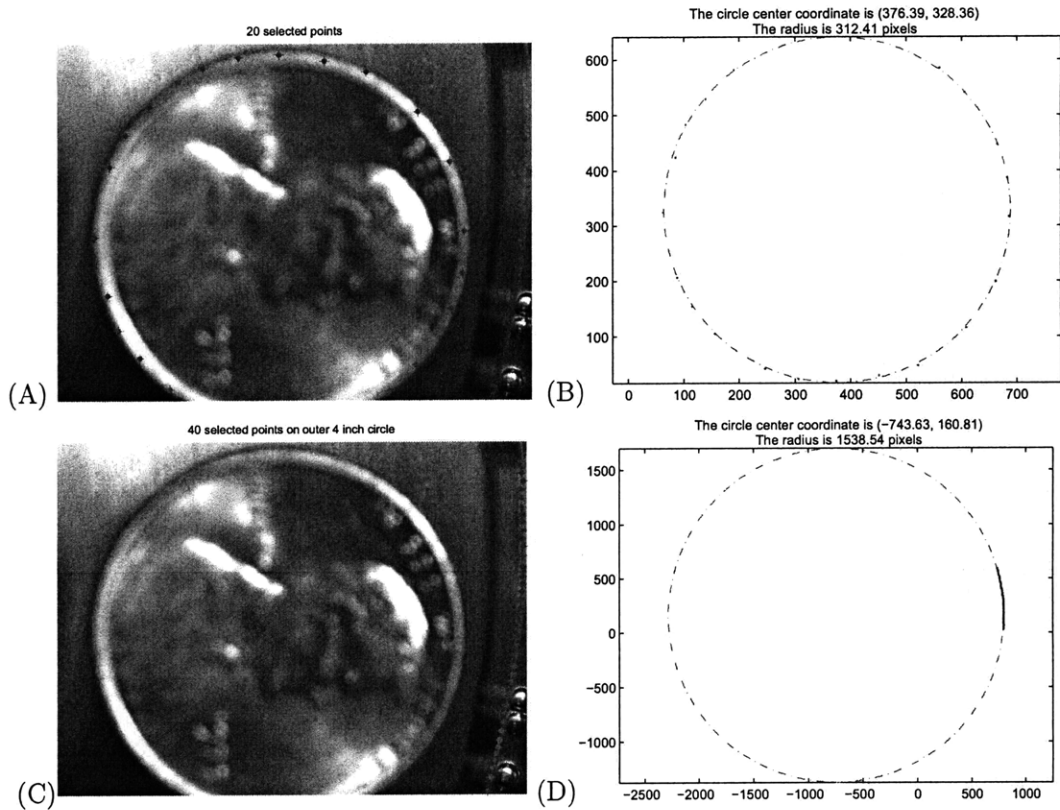 20 selected points
(A)
The circle center coordinate is (376.39, 328.36)
The radius is 312.41 pixels
600
500
400
300
200
100
0 100 200 300 400 500 600 700
(B)
40 selected points on outer 4 inch circle
(C)
The circle center coordinate is (−743.63, 160.81)
The radius is 1538.54 pixels
1500
1000
500
0
−500
−1000
−2500 −2000 −1500 −1000 −500 0 500 1000
(D)